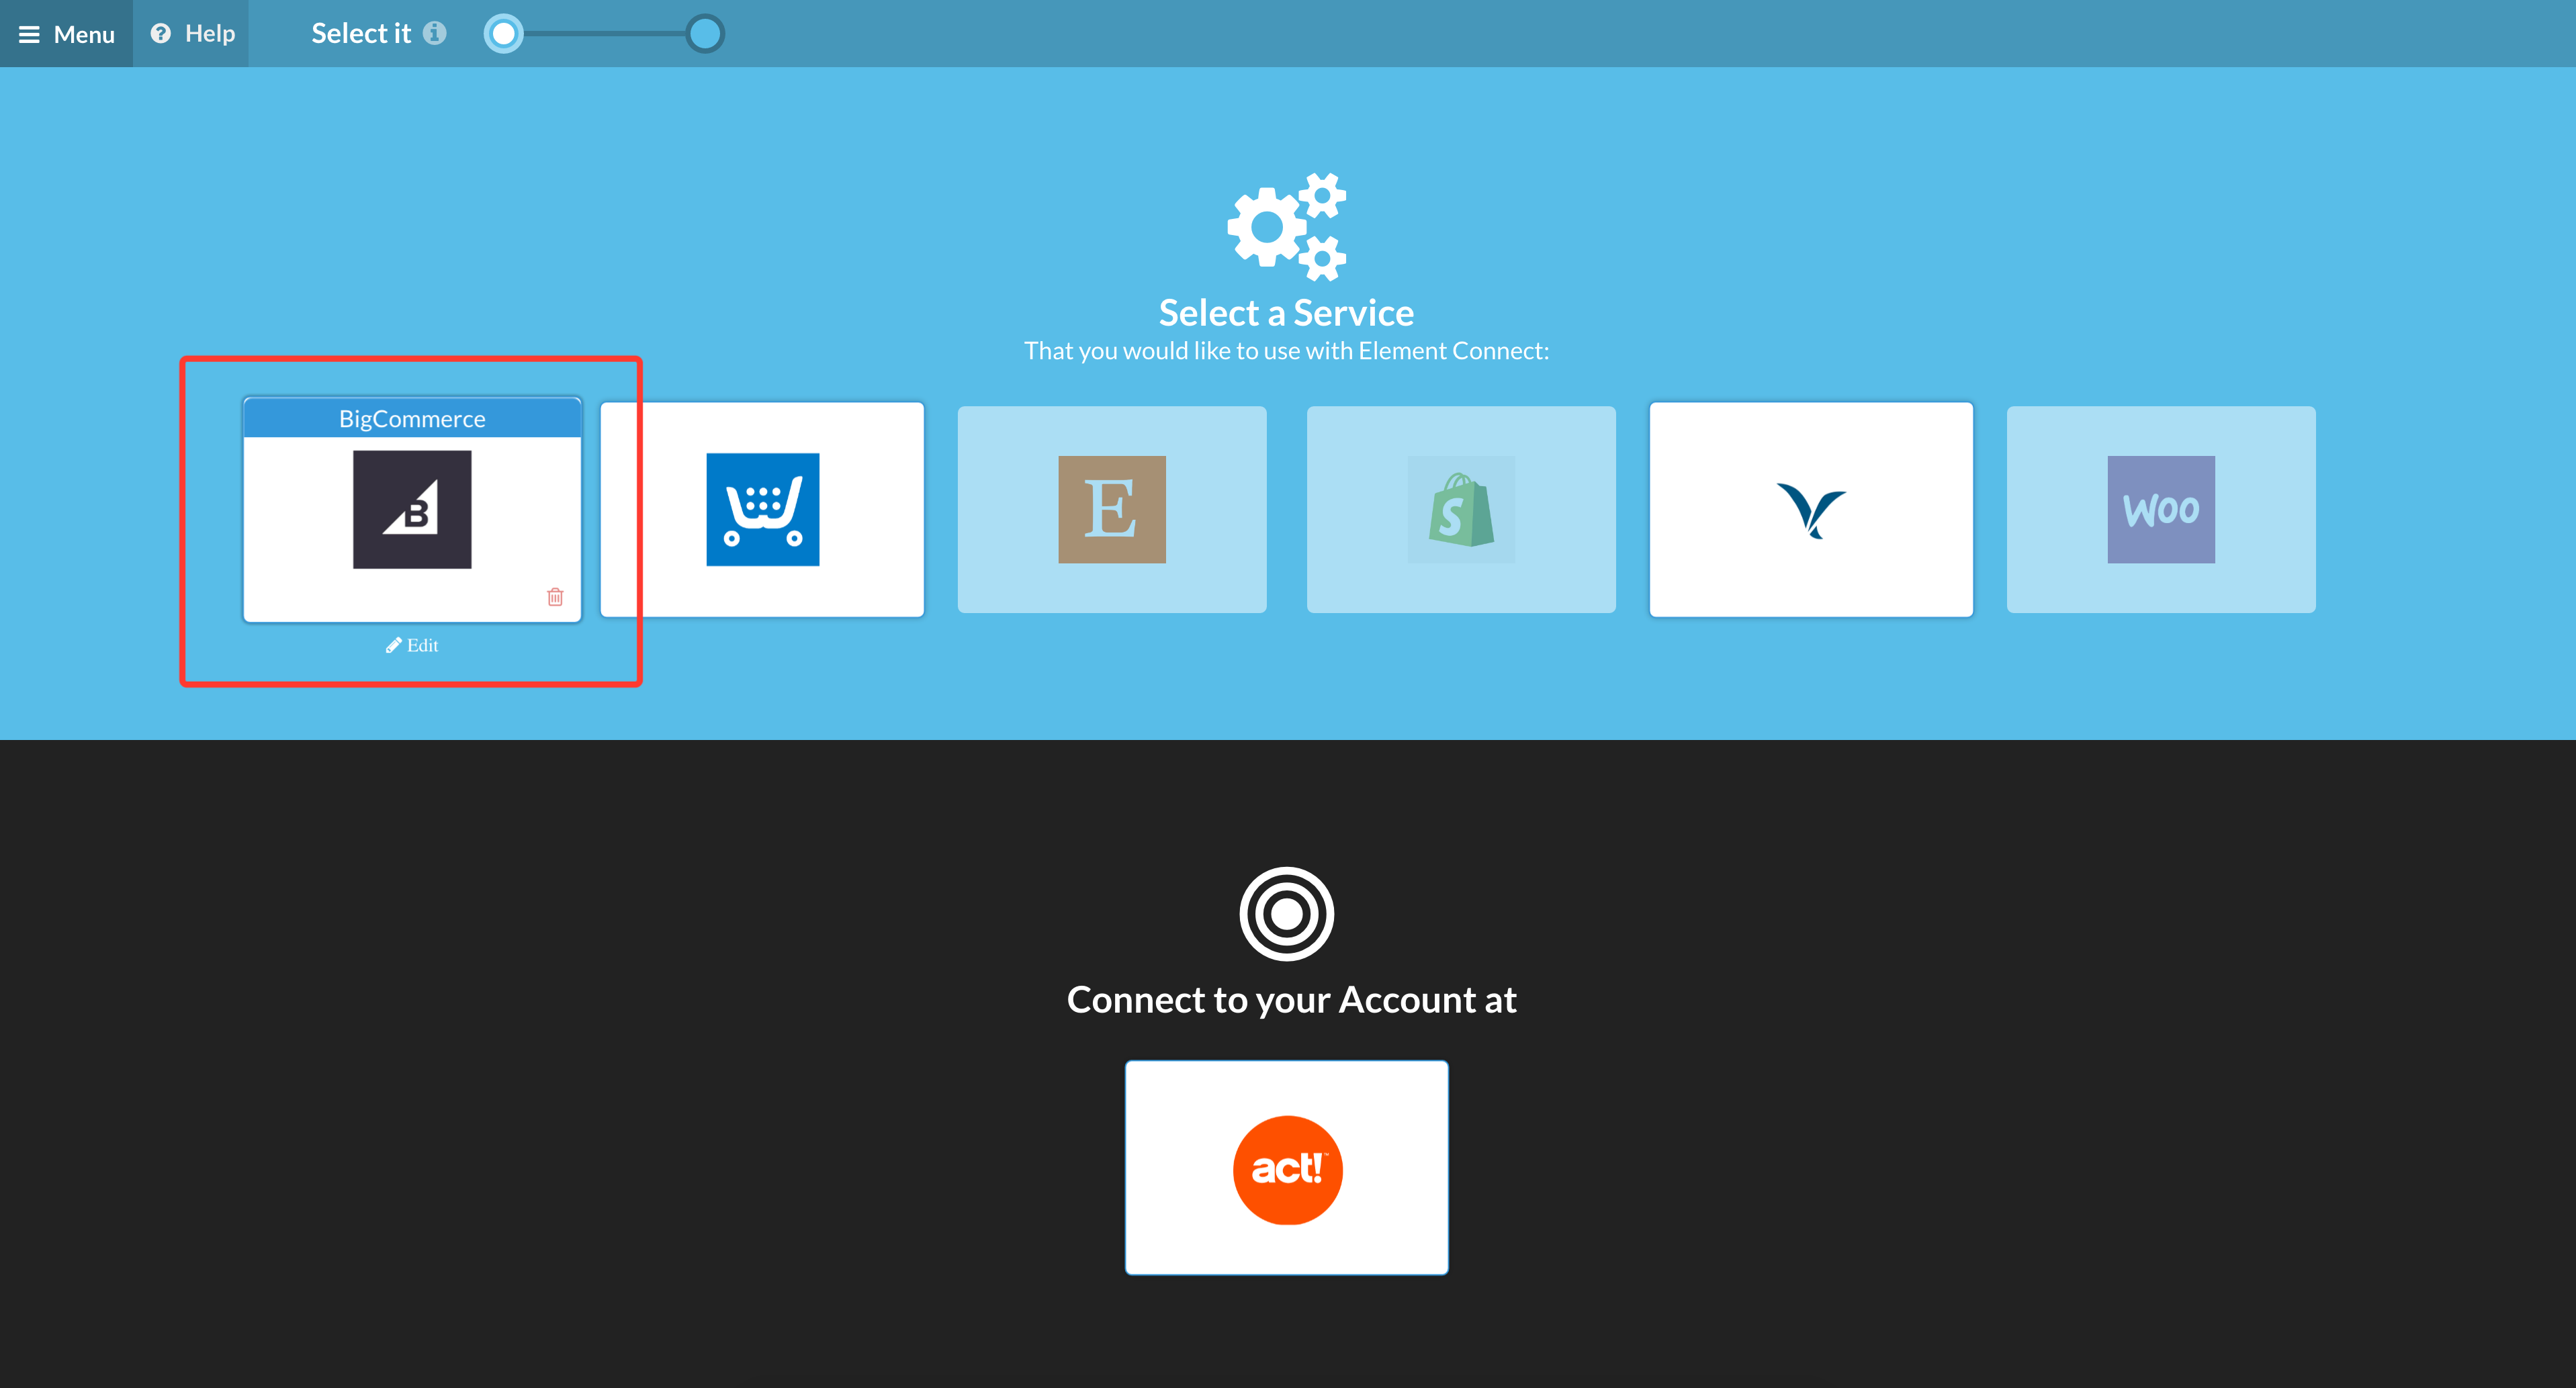 Menu
Help
Select it
Select a Service
That you would like to use with Element Connect:
BigCommerce
B
E
S
Woo
Edit
Connect to your Account at
act!™